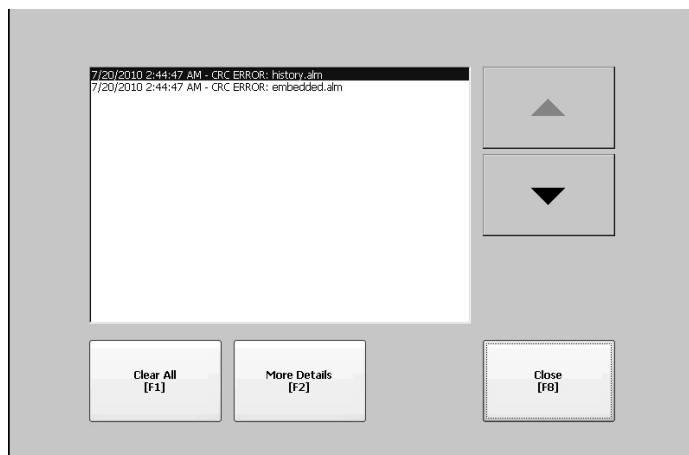 7/20/2010 2:44:47 AM - CRC ERROR: history.alm
7/20/2010 2:44:47 AM - CRC ERROR: embedded.alm
Clear All
[F1]
More Details
[F2]
Close
[F8]